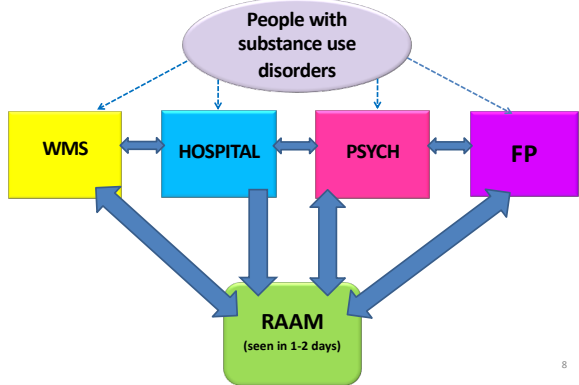 People with
substance use
disorders
WMS
HOSPITAL
PSYCH
FP
RAAM
(seen in 1-2 days)
8